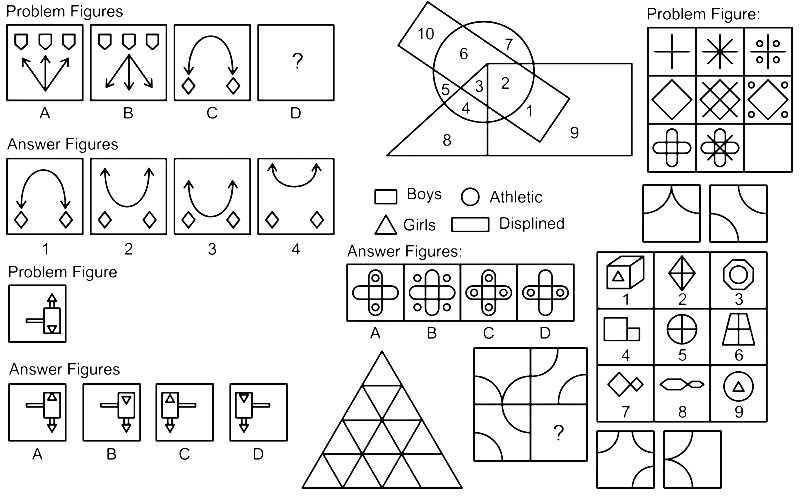 Problem Figures
?
A B C D
Answer Figures
1 2 3 4
Problem Figure
Answer Figures
A B C D
10
7
6
5
3
2
4
1
8
9
Boys
Athletic
Girls
Displined
Answer Figures:
A B C D
?
Problem Figure:
1 2 3
4 5 6
7 8 9